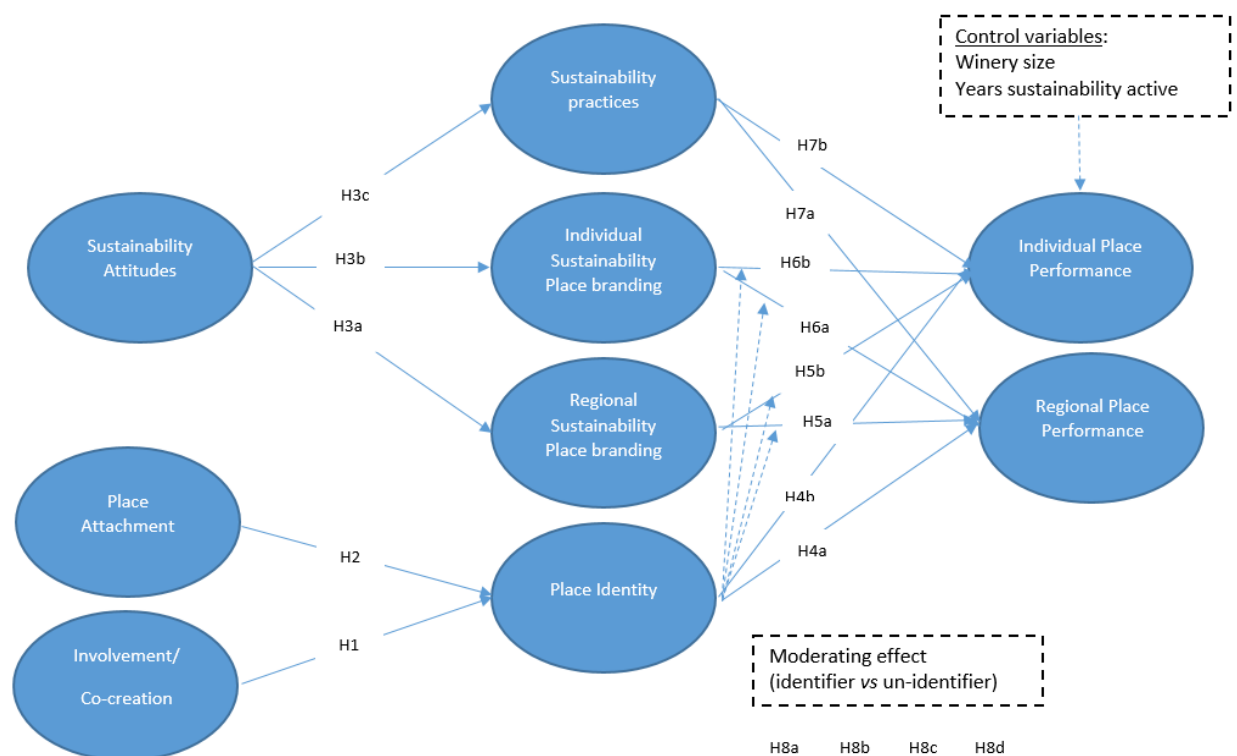 Control variables:
Winery size
Years sustainability active
Sustainability
practices
H7b
H3c
H7a
Sustainability
Attitudes
H3b
Individual
Sustainability
Place branding
H6b
Individual Place
Performance
H3a
H6a
H5b
Regional
Sustainability
Place branding
H5a
Regional Place
Performance
Place
Attachment
H4b
H2
H4a
Place Identity
H1
Involvement/
Co-creation
Moderating effect
(identifier vs un-identifier)
H8a H8b H8c H8d